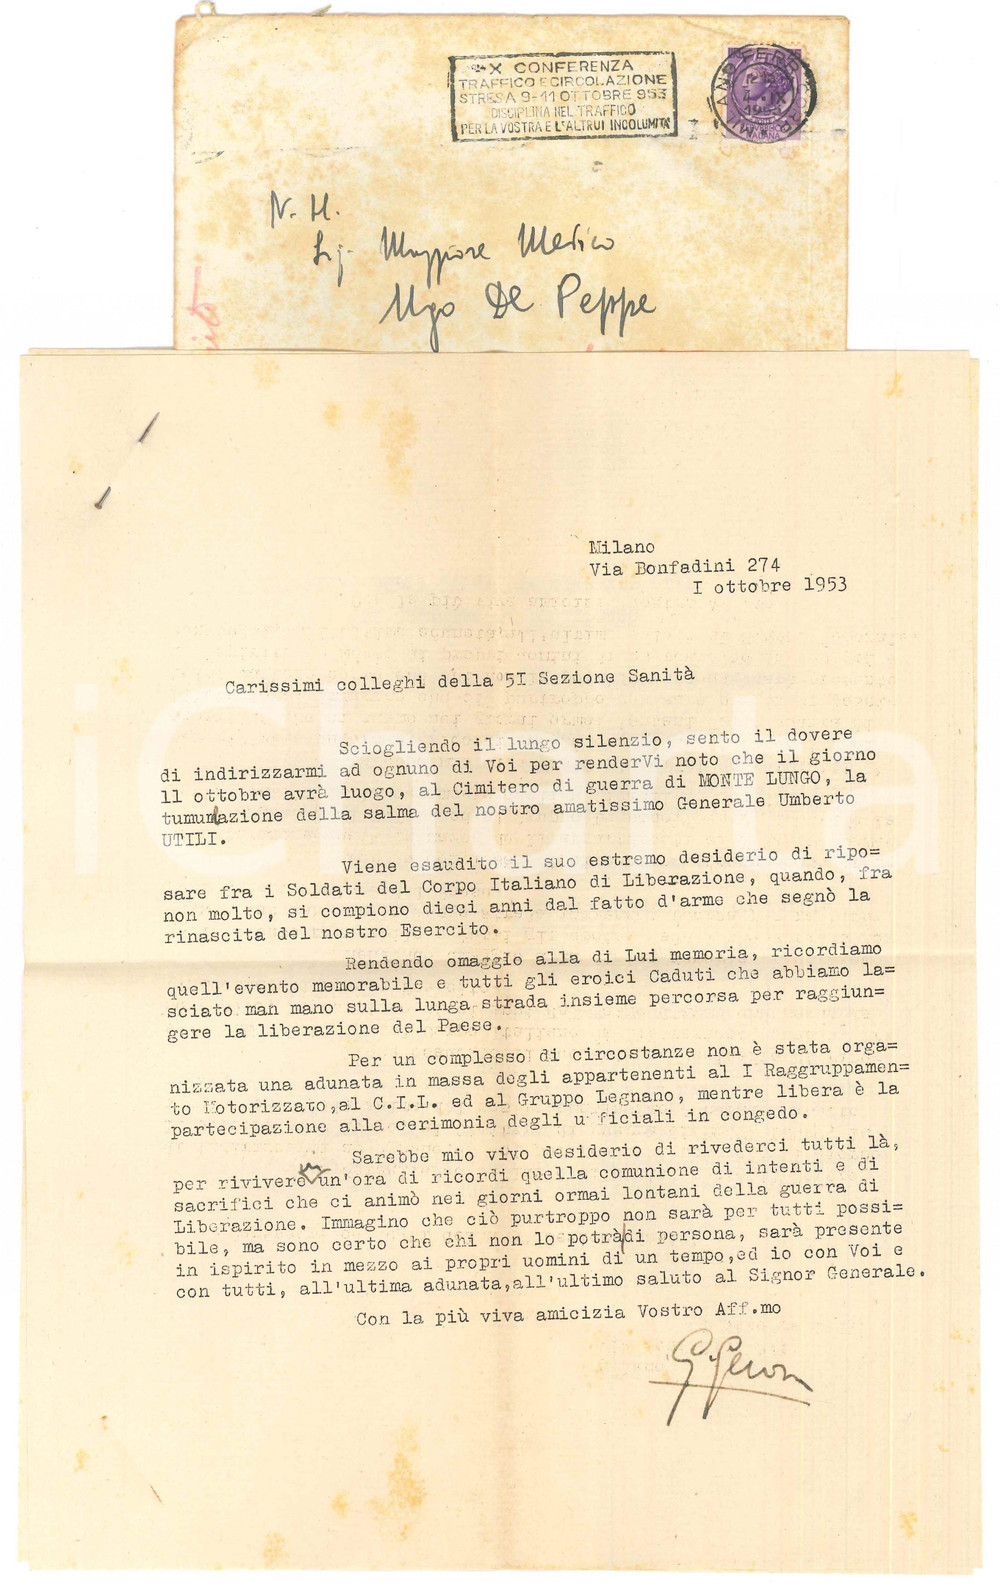 X CONFERENZA
TRAFFICO E CIRCOLAZIONE
STRESA 9-11 OTTOBRE 953
DISCIPLINA NEL TRAFFICO
PER LA VOSTRA E L'ALTRUI INCOLUMITA'
N. H.
Sig. Maggiore Medico
Ugo De Peppe
Milano
Via Bonfadini 274
I ottobre 1953
Carissimi colleghi della 5I Sezione Sanità
Sciogliendo il lungo silenzio, sento il dovere
di indirizzarmi ad ognuno di Voi per renderVi noto che il giorno
11 ottobre avrà luogo, al Cimitero di guerra di MONTE LUNGO, la
tumulazione della salma del nostro amatissimo Generale Umberto
UTILI.
Viene esaudito il suo estremo desiderio di ripo=
sare fra i Soldati del Corpo Italiano di Liberazione, quando, fra
non molto, si compiono dieci anni dal fatto d'arme che segnò la
rinascita del nostro Esercito.
Rendendo omaggio alla di Lui memoria, ricordiamo
quell'evento memorabile e tutti gli eroici Caduti che abbiamo la=
sciato man mano sulla lunga strada insieme percorsa per raggiun=
gere la liberazione del Paese.
Per un complesso di circostanze non è stata orga=
nizzata una adunata in massa degli appartenenti al I Raggruppamen=
to Motorizzato,al C.I.L. ed al Gruppo Legnano, mentre libera è la
partecipazione alla cerimonia degli u ficiali in congedo.
Sarebbe mio vivo desiderio di rivederci tutti là,
per rivivere un'ora di ricordi quella comunione di intenti e di
sacrifici che ci animò nei giorni ormai lontani della guerra di
Liberazione. Immagino che ciò purtroppo non sarà per tutti possi=
bile, ma sono certo che chi non lo potrà di persona, sarà presente
in ispirito in mezzo ai propri uomini di un tempo,ed io con Voi e
con tutti, all'ultima adunata,all'ultimo saluto al Signor Generale.
Con la più viva amicizia Vostro Aff.mo
iCharta